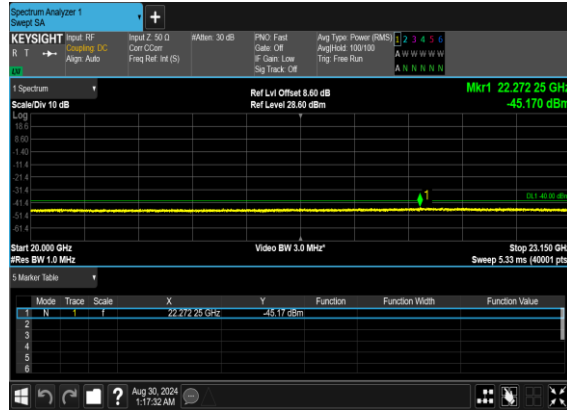 Spectrum Analyzer 1
Swept SA
+
KEYSIGHT Input: RF Input Z: 50 Ω #Atten: 30 dB PNO: Fast Avg Type: Power (RMS) 1 2 3 4 5 6
R T Coupling: DC Corr CCorr Gate: Off Avg|Hold: 100/100 A W W W W W
Align: Auto Freq Ref: Int (S) IF Gain: Low Trig: Free Run
Sig Track: Off A N N N N N
1 Spectrum Ref Lvl Offset 8.60 dB Mkr1 22.272 25 GHz
Scale/Div 10 dB Ref Level 28.60 dBm -45.170 dBm
Log
18.6
8.60
-1.40
-11.4
-21.4
-31.4 1
DL1 -40.00 dBm
-41.4
-51.4
-61.4
Start 20.000 GHz Video BW 3.0 MHz* Stop 23.150 GHz
#Res BW 1.0 MHz Sweep 5.33 ms (40001 pts)
5 Marker Table
Mode Trace Scale X Y Function Function Width Function Value
1 N 1 f 22.272 25 GHz -45.17 dBm
2
3
4
5
6
? Aug 30, 2024
1:17:32 AM